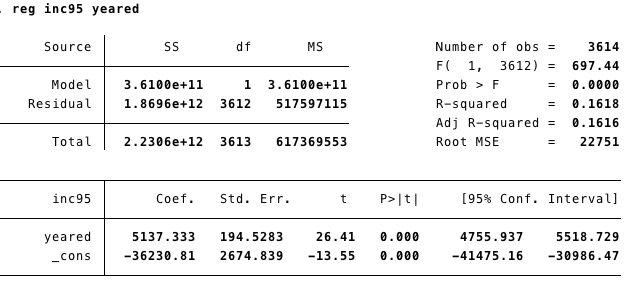 . reg inc95 yeared
Source SS df MS Number of obs = 3614
F( 1, 3612) = 697.44
Model 3.6100e+11 1 3.6100e+11 Prob > F = 0.0000
Residual 1.8696e+12 3612 517597115 R-squared = 0.1618
Adj R-squared = 0.1616
Total 2.2306e+12 3613 617369553 Root MSE = 22751
inc95 Coef. Std. Err. t P>|t| [95% Conf. Interval]
yeared 5137.333 194.5283 26.41 0.000 4755.937 5518.729
_cons -36230.81 2674.839 -13.55 0.000 -41475.16 -30986.47